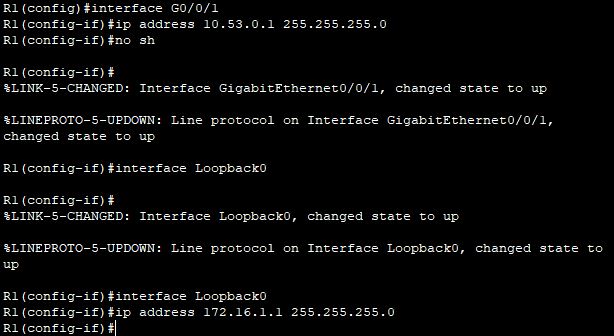 R1(config)#interface G0/0/1
R1(config-if)#ip address 10.53.0.1 255.255.255.0
R1(config-if)#no sh
R1(config-if)#
%LINK-5-CHANGED: Interface GigabitEthernet0/0/1, changed state to up
%LINEPROTO-5-UPDOWN: Line protocol on Interface GigabitEthernet0/0/1,
changed state to up
R1(config-if)#interface Loopback0
R1(config-if)#
%LINK-5-CHANGED: Interface Loopback0, changed state to up
%LINEPROTO-5-UPDOWN: Line protocol on Interface Loopback0, changed state to
up
R1(config-if)#interface Loopback0
R1(config-if)#ip address 172.16.1.1 255.255.255.0
R1(config-if)#